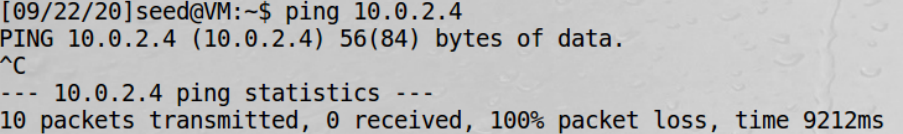 [09/22/20]seed@VM:~$ ping 10.0.2.4
PING 10.0.2.4 (10.0.2.4) 56(84) bytes of data.
^C
--- 10.0.2.4 ping statistics ---
10 packets transmitted, 0 received, 100% packet loss, time 9212ms